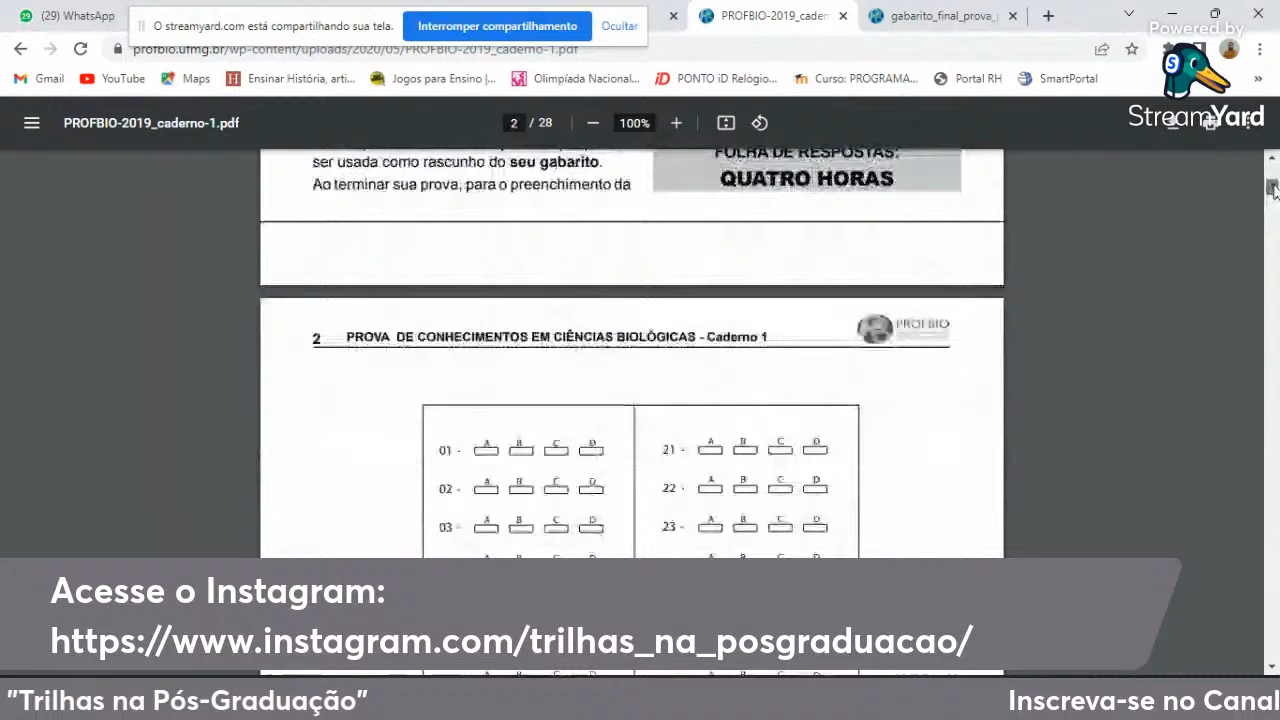 (29) WhatsApp
O streamyard.com está compartilhando sua tela.
Interromper compartilhamento
Ocultar
PROFBIO-2019_cadern
gabarito_final_prova_p
Powered by
profbio.ufmg.br/wp-content/uploads/2020/05/PROFBIO-2019_caderno-1.pdf
Gmail
YouTube
Maps
Ensinar História, arti...
Jogos para Ensino |...
Olimpíada Nacional...
PONTO iD Relógio...
Curso: PROGRAMA...
Portal RH
SmartPortal
StreamYard
PROFBIO-2019_caderno-1.pdf
2 / 28
100%
ser usada como rascunho do seu gabarito.
Ao terminar sua prova, para o preenchimento da
FOLHA DE RESPOSTAS:
QUATRO HORAS
2 PROVA DE CONHECIMENTOS EM CIÊNCIAS BIOLÓGICAS - Caderno 1
PROFBIO
A B C D
01 -
A B C D
21 -
A B C D
02 -
A B C D
22 -
A B C D
03 -
A B C D
23 -
Acesse o Instagram:
https://www.instagram.com/trilhas_na_posgraduacao/
"Trilhas na Pós-Graduação"
Inscreva-se no Canal